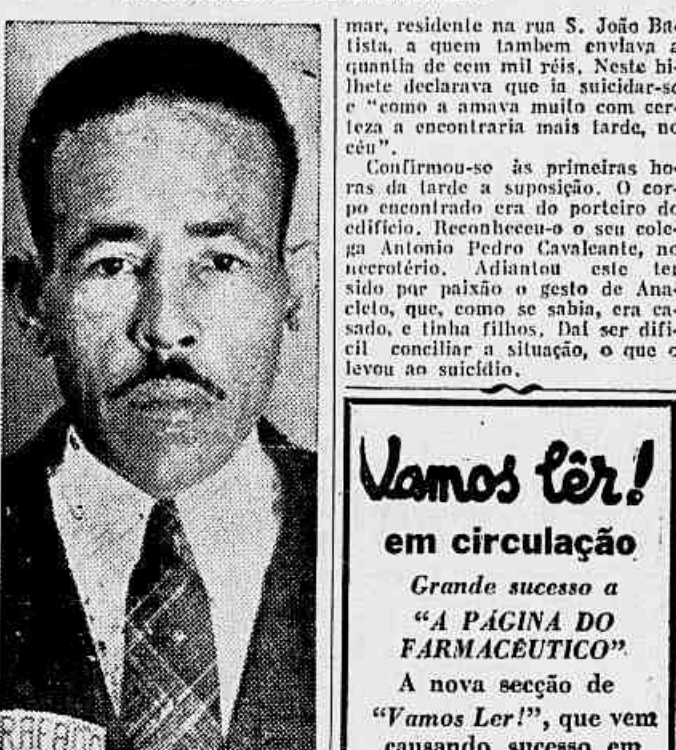 mar, residente na rua S. João Ba-
tista, a quem tambem enviava a
quantia de cem mil réis. Neste bi-
lhete declarava que ia suicidar-se
e "como a amava muito com cer-
teza a encontraria mais tarde, no
céu".
Confirmou-se às primeiras ho-
ras da tarde a suposição. O cor-
po encontrado era do porteiro do
edifício. Reconheceu-o o seu cole-
ga Antonio Pedro Cavalcante, no
necrotério. Adiantou este ter
sido por paixão o gesto de Ana-
cleto, que, como se sabia, era ca-
sado, e tinha filhos. Daí ser difi-
cil conciliar a situação, o que o
levou ao suicídio.
Vamos lêr!
em circulação
Grande sucesso a
"A PÁGINA DO
FARMACÊUTICO"
A nova secção de
"Vamos Ler!", que vem
causando sucesso em